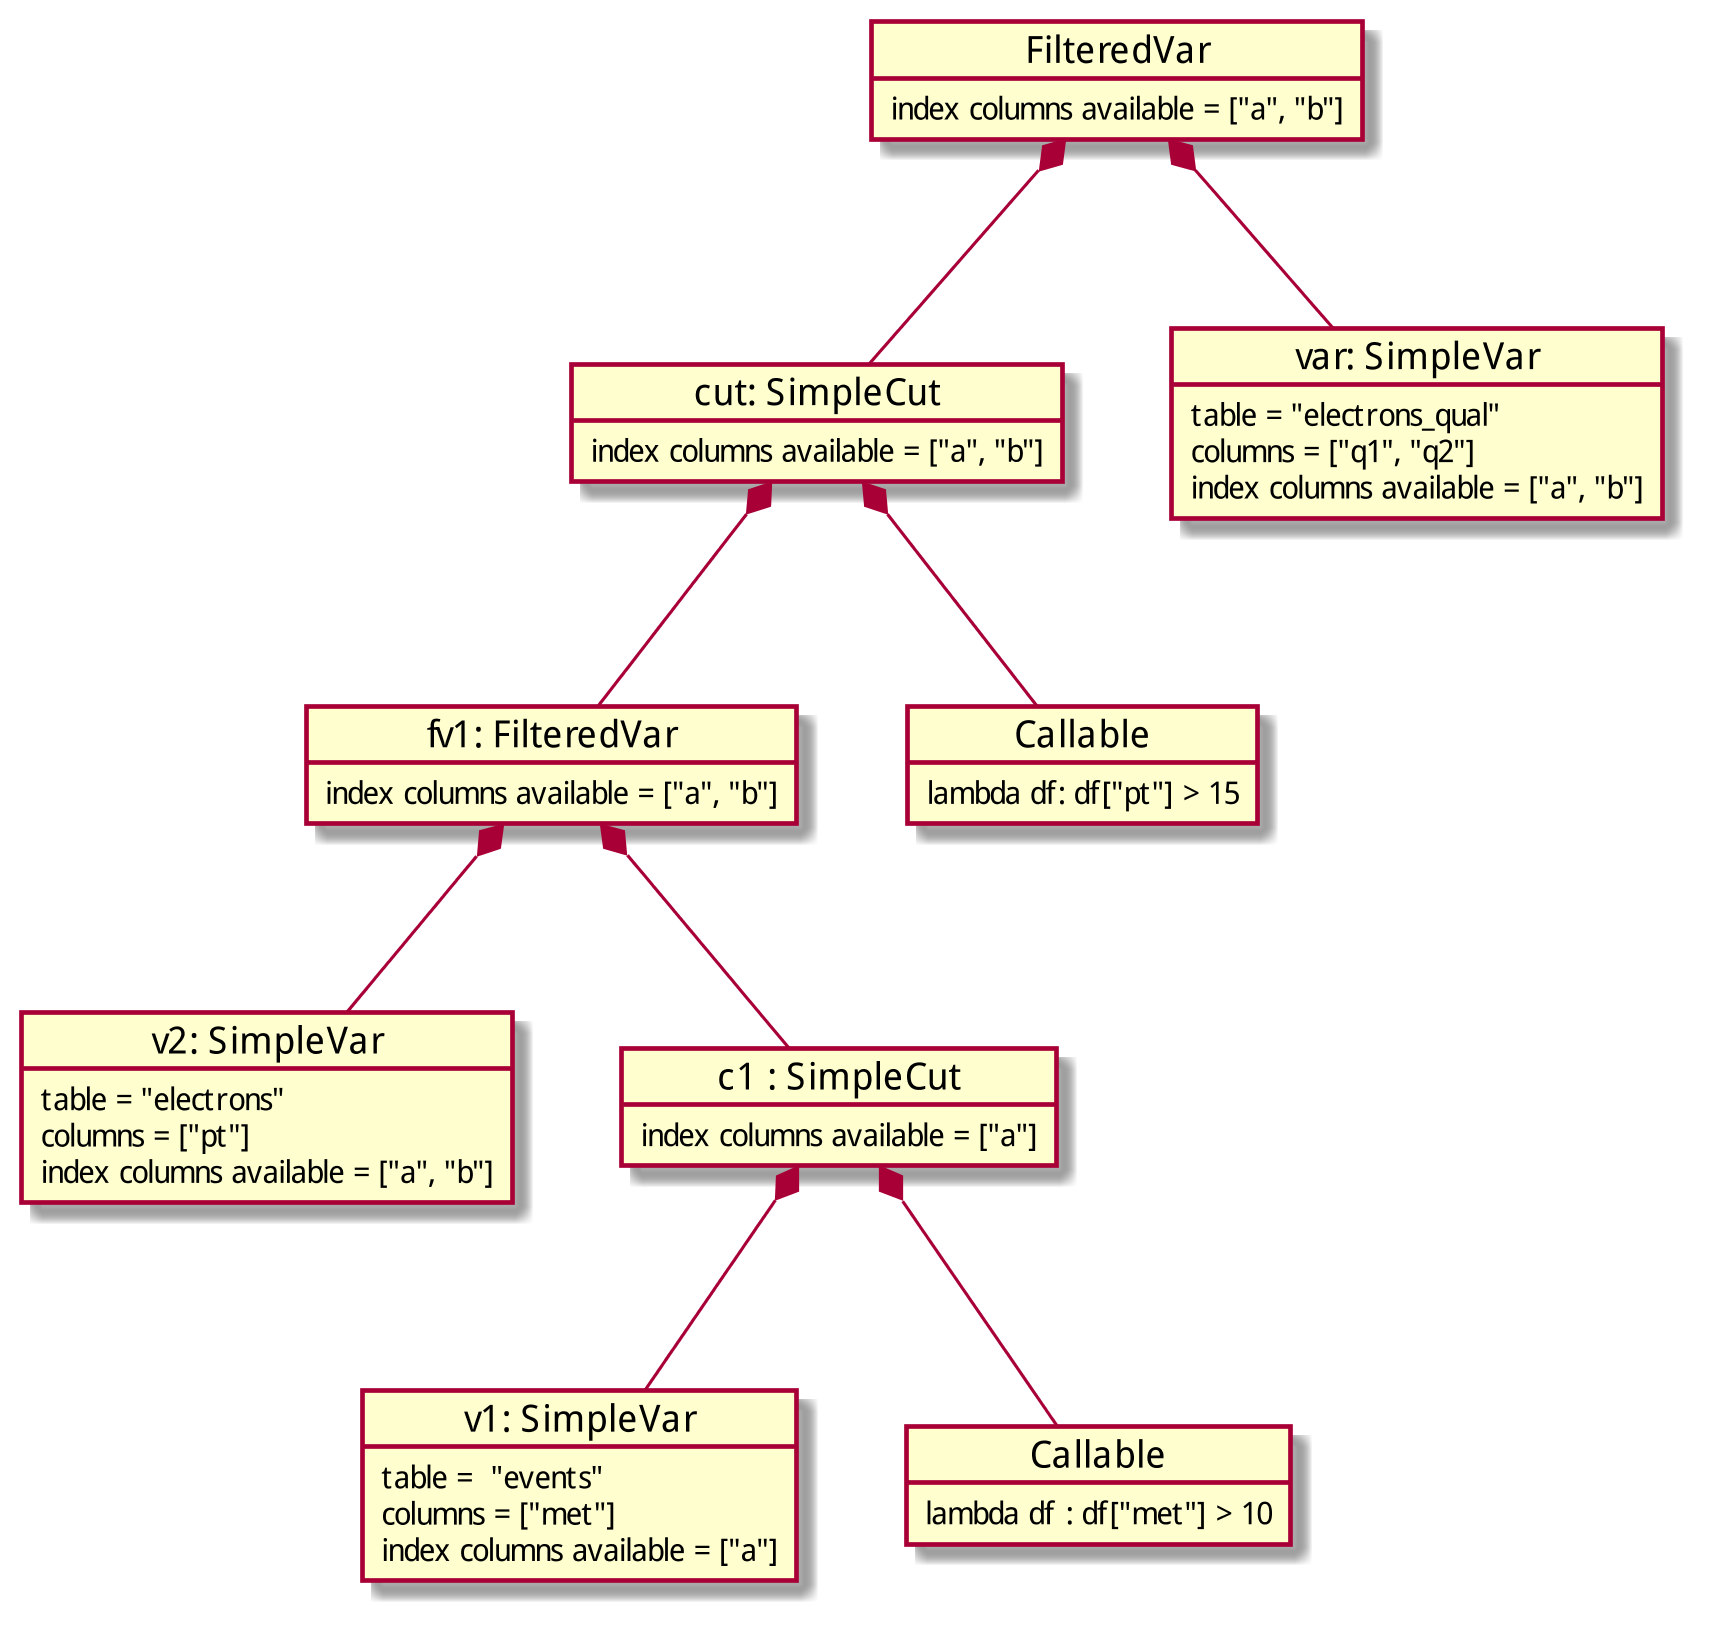 FilteredVar
index columns available = ["a", "b"]
cut: SimpleCut
index columns available = ["a", "b"]
var: SimpleVar
table = "electrons_qual"
columns = ["q1", "q2"]
index columns available = ["a", "b"]
fv1: FilteredVar
index columns available = ["a", "b"]
Callable
lambda df: df["pt"] > 15
v2: SimpleVar
table = "electrons"
columns = ["pt"]
index columns available = ["a", "b"]
c1 : SimpleCut
index columns available = ["a"]
v1: SimpleVar
table =  "events"
columns = ["met"]
index columns available = ["a"]
Callable
lambda df : df["met"] > 10